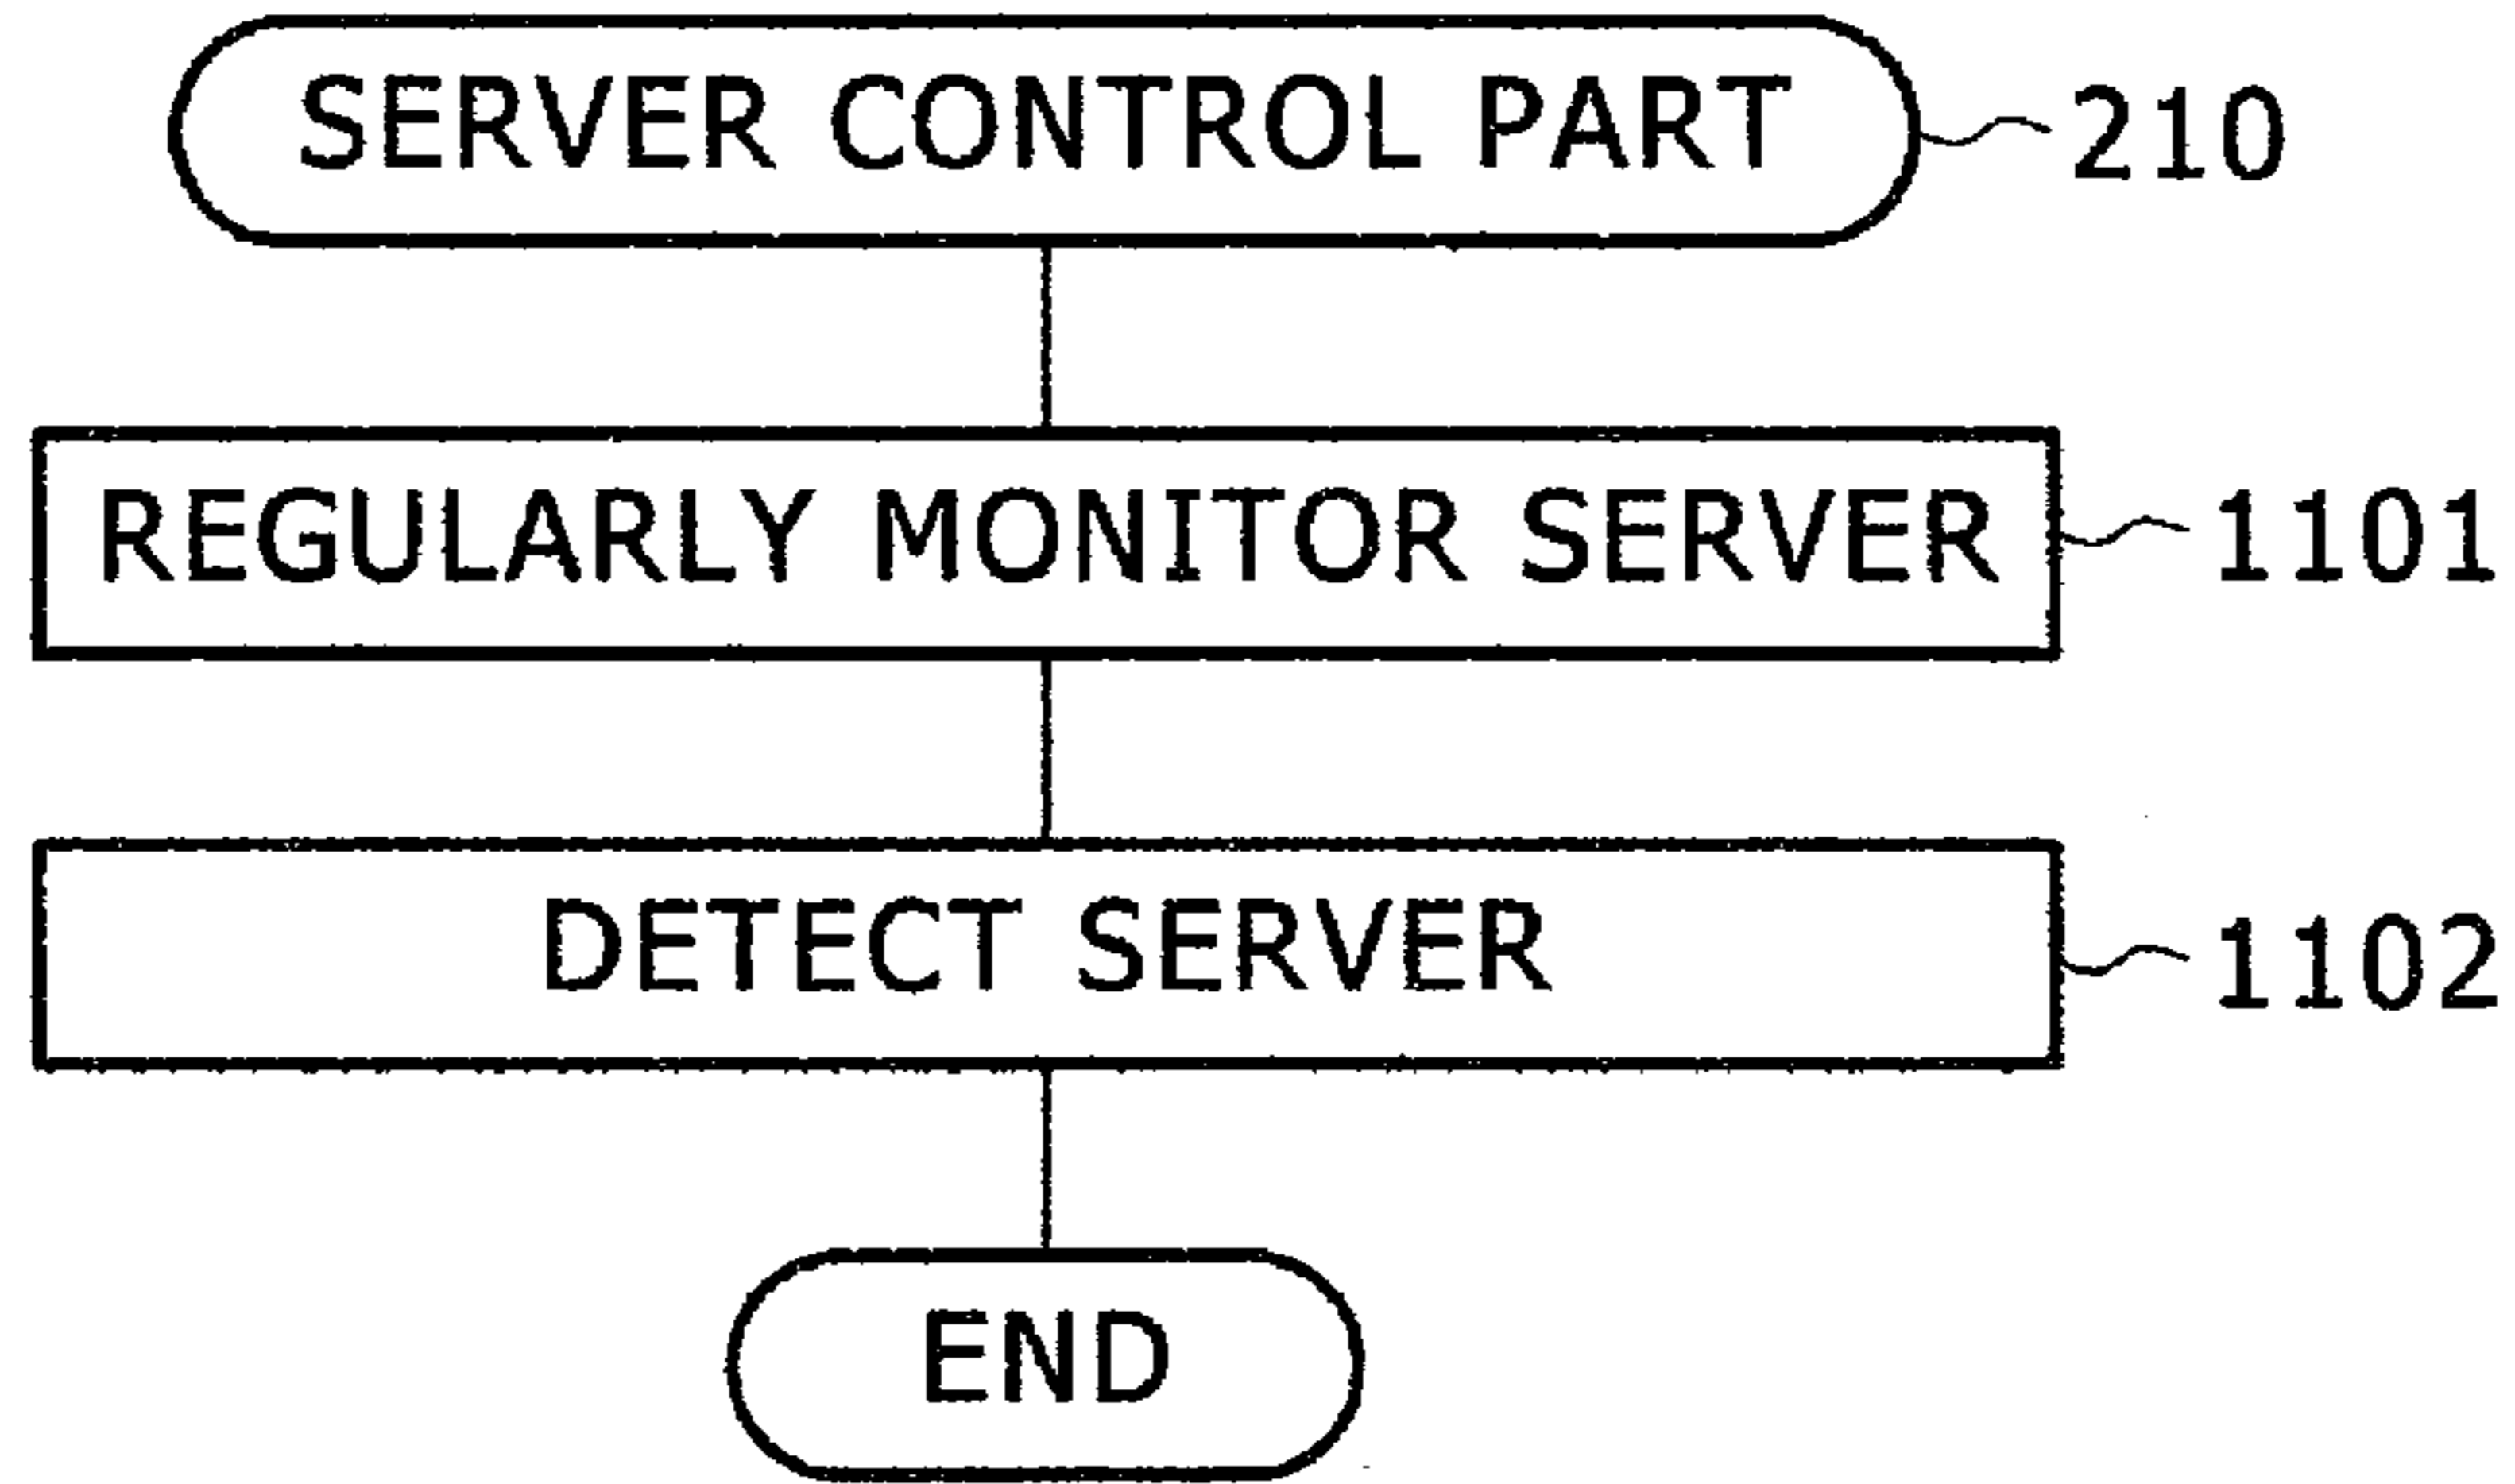 SERVER CONTROL PART 210
REGULARLY MONITOR SERVER 1101
DETECT SERVER 1102
END